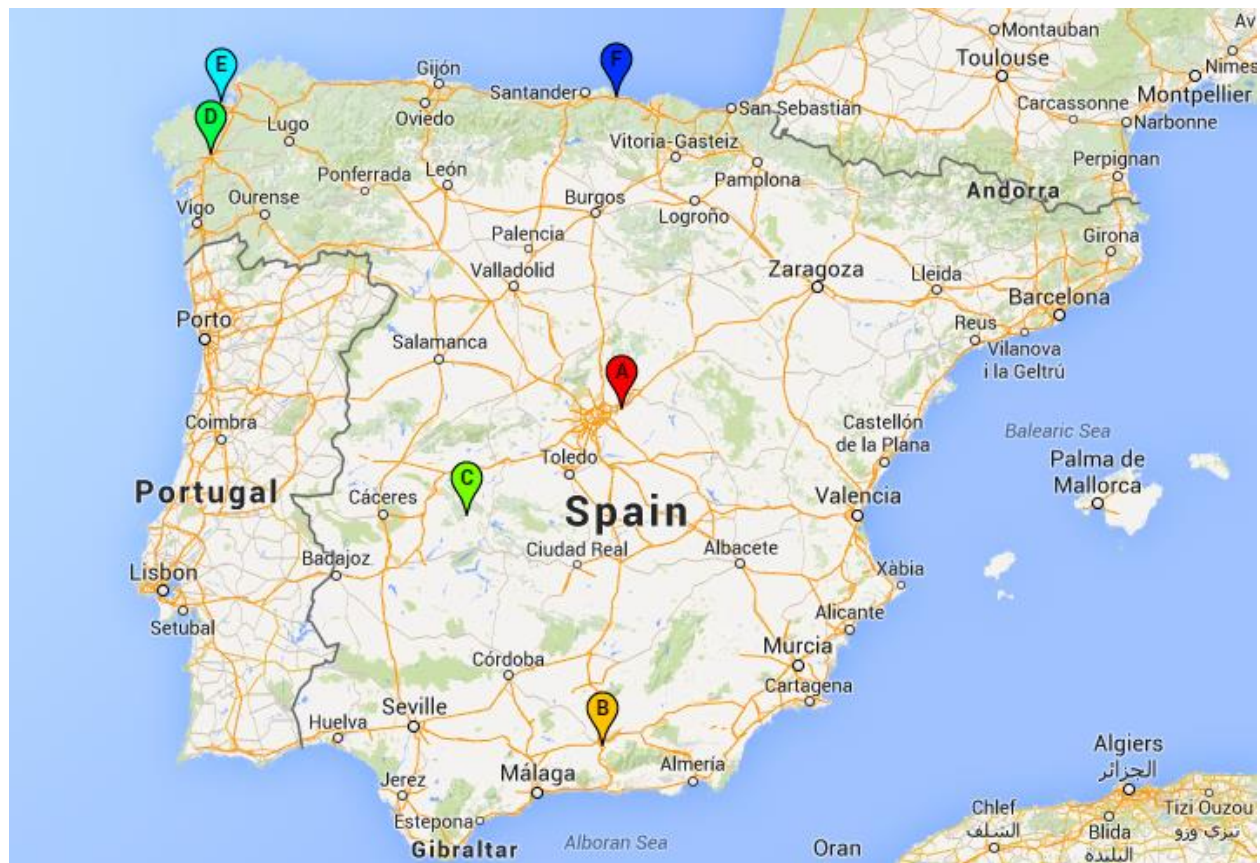 Montauban
Av
E
F
Gijón
Toulouse
Nimes
Santander
San Sebastián
Montpellier
D
Oviedo
Carcassonne
Narbonne
Lugo
Vitoria-Gasteiz
Perpignan
Ponferrada
León
Pamplona
Andorra
Ourense
Burgos
Logroño
Vigo
Palencia
Girona
Valladolid
Zaragoza
Lleida
Barcelona
Porto
Reus
Salamanca
Vilanova
i la Geltrú
A
Coimbra
Castellón
de la Plana
Balearic Sea
Toledo
Palma de
Mallorca
C
Portugal
Cáceres
Spain
Valencia
Badajoz
Ciudad Real
Albacete
Xàbia
Lisbon
Setubal
Alicante
Murcia
Córdoba
Cartagena
B
Seville
Huelva
Algiers
الجزائر
Málaga
Almería
Jerez
Chlef
الشلف
Tizi Ouzou
تيزي وزو
Estepona
Blida
البليدة
Alboran Sea
Oran
Gibraltar